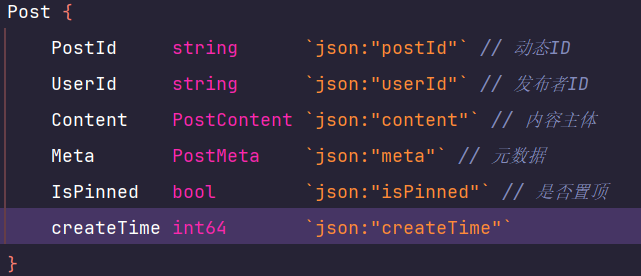 Post {
PostId string `json:"postId"` // 动态ID
UserId string `json:"userId"` // 发布者ID
Content PostContent `json:"content"` // 内容主体
Meta PostMeta `json:"meta"` // 元数据
IsPinned bool `json:"isPinned"` // 是否置顶
createTime int64 `json:"createTime"`
}